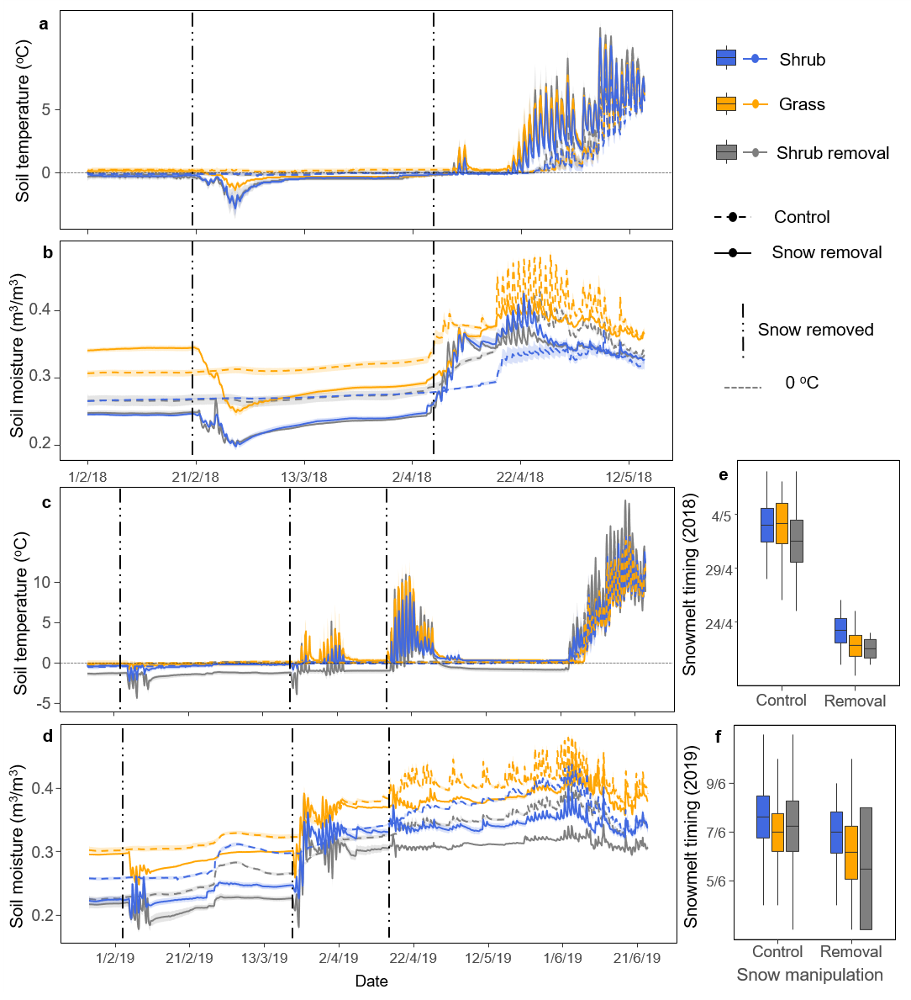 a
Soil temperature (ºC)
5
0
Shrub
Grass
Shrub removal
Control
Snow removal
Snow removed
0 ºC
b
Soil moisture (m³/m³)
0.4
0.3
0.2
1/2/18 21/2/18 13/3/18 2/4/18 22/4/18 12/5/18
c
Soil temperature (ºC)
10
5
0
-5
e
Snowmelt timing (2018)
4/5
29/4
24/4
Control Removal
d
Soil moisture (m³/m³)
0.4
0.3
0.2
1/2/19 21/2/19 13/3/19 2/4/19 22/4/19 12/5/19 1/6/19 21/6/19
Date
f
Snowmelt timing (2019)
9/6
7/6
5/6
Control Removal
Snow manipulation